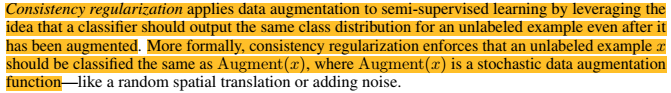 Consistency regularization applies data augmentation to semi-supervised learning by leveraging the
idea that a classifier should output the same class distribution for an unlabeled example even after it
has been augmented. More formally, consistency regularization enforces that an unlabeled example x
should be classified the same as Augment(x), where Augment(x) is a stochastic data augmentation
function—like a random spatial translation or adding noise.